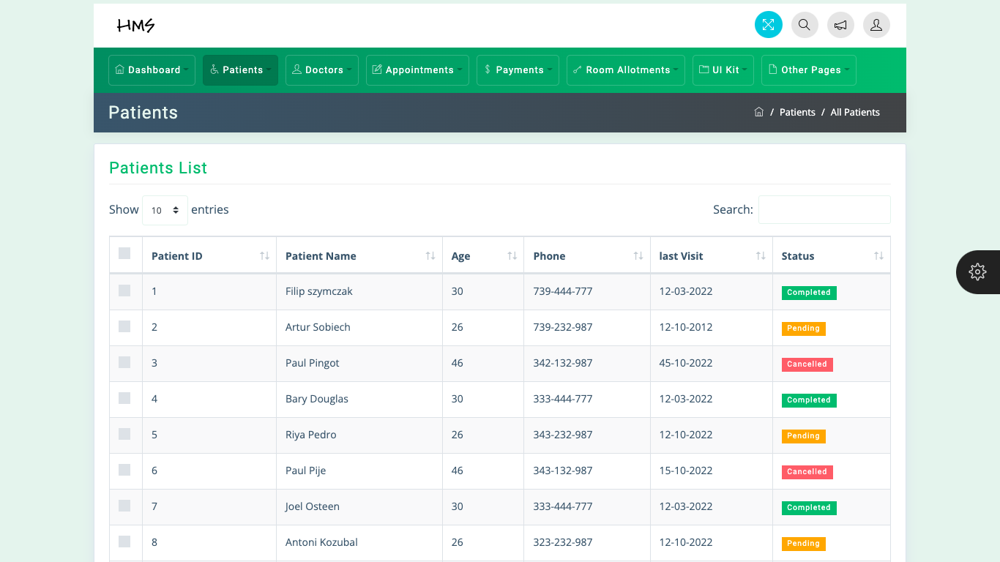 HMS
Dashboard Patients Doctors Appointments Payments Room Allotments UI Kit Other Pages
Patients / Patients / All Patients
Patients List
Show 10 entries Search:
Patient ID Patient Name Age Phone last Visit Status
1 Filip szymczak 30 739-444-777 12-03-2022 Completed
2 Artur Sobiech 26 739-232-987 12-10-2012 Pending
3 Paul Pingot 46 342-132-987 45-10-2022 Cancelled
4 Bary Douglas 30 333-444-777 12-03-2022 Completed
5 Riya Pedro 26 343-232-987 12-10-2022 Pending
6 Paul Pije 46 343-132-987 15-10-2022 Cancelled
7 Joel Osteen 30 333-444-777 12-03-2022 Completed
8 Antoni Kozubal 26 323-232-987 12-10-2022 Pending